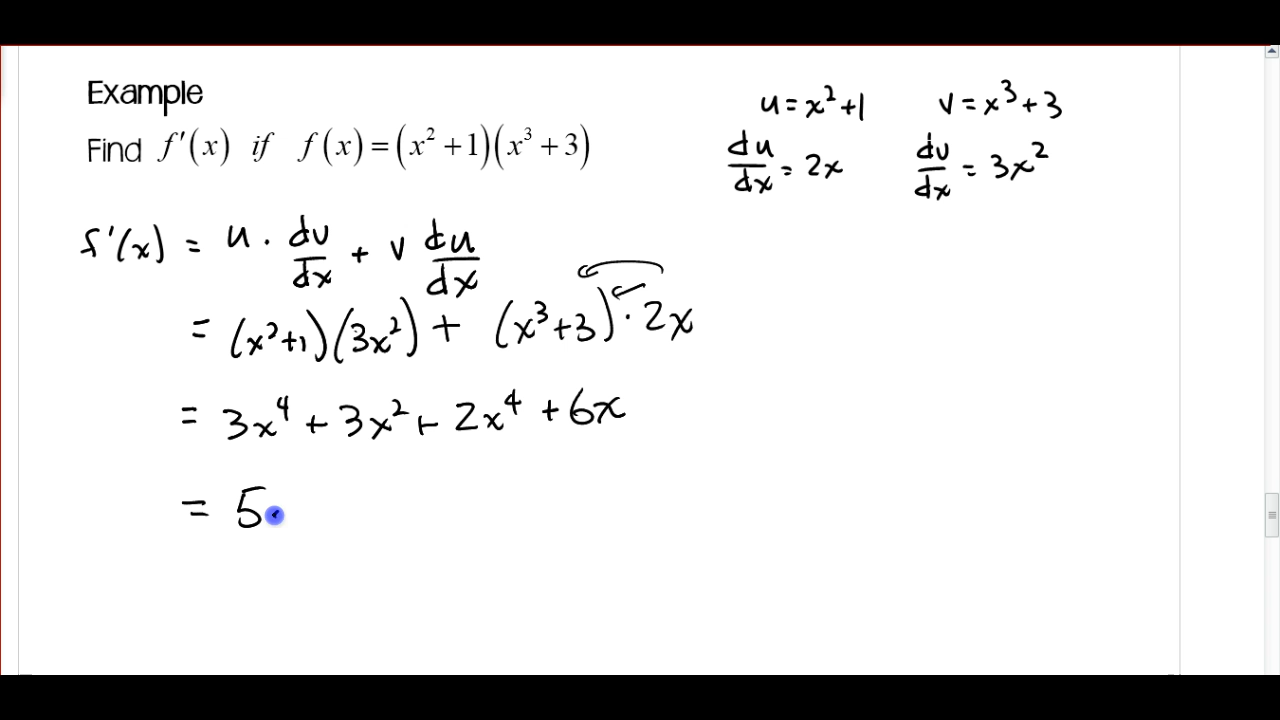 Example
Find f′(x) if f(x) = (x² + 1)(x³ + 3)
u = x²+1 v = x³+3
du/dx = 2x dv/dx = 3x²
f′(x) = u · dv/dx + v du/dx
= (x²+1)(3x²) + (x³+3) · 2x
= 3x⁴ + 3x² + 2x⁴ + 6x
= 5